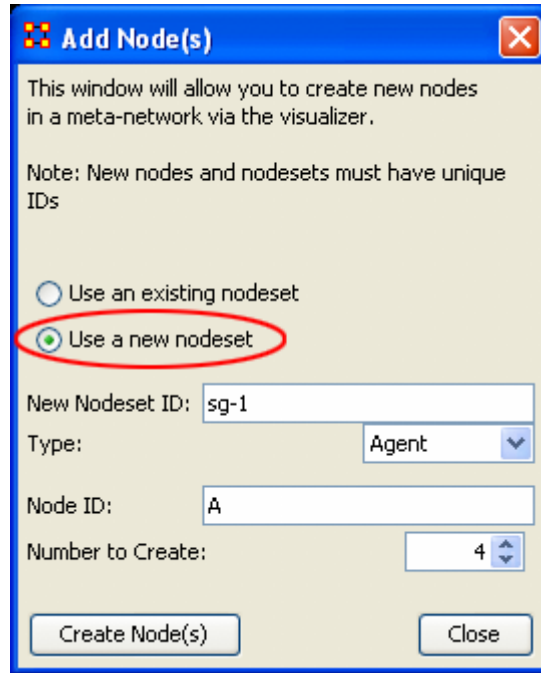 Add Node(s)
This window will allow you to create new nodes
in a meta-network via the visualizer.
Note: New nodes and nodesets must have unique
IDs
Use an existing nodeset
Use a new nodeset
New Nodeset ID: sg-1
Type: Agent
Node ID: A
Number to Create: 4
Create Node(s) Close